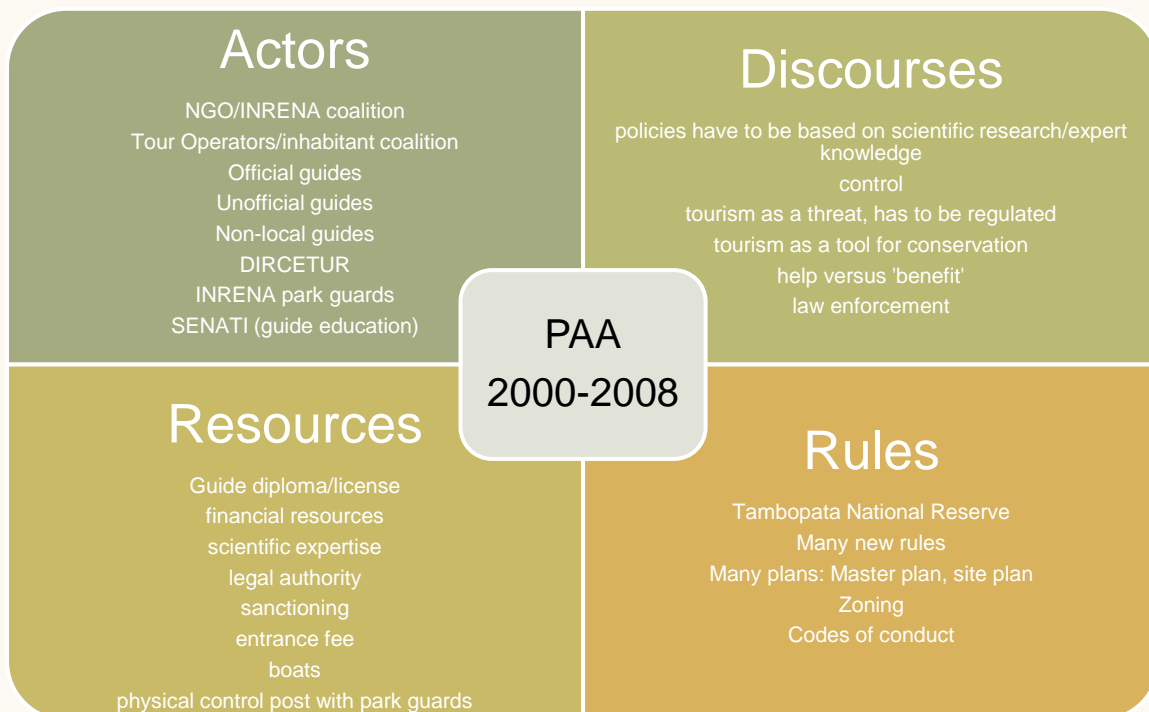 Actors
NGO/INRENA coalition
Tour Operators/inhabitant coalition
Official guides
Unofficial guides
Non-local guides
DIRCETUR
INRENA park guards
SENATI (guide education)
Discourses
policies have to be based on scientific research/expert
knowledge
control
tourism as a threat, has to be regulated
tourism as a tool for conservation
help versus 'benefit'
law enforcement
PAA
2000-2008
Resources
Guide diploma/license
financial resources
scientific expertise
legal authority
sanctioning
entrance fee
boats
physical control post with park guards
Rules
Tambopata National Reserve
Many new rules
Many plans: Master plan, site plan
Zoning
Codes of conduct